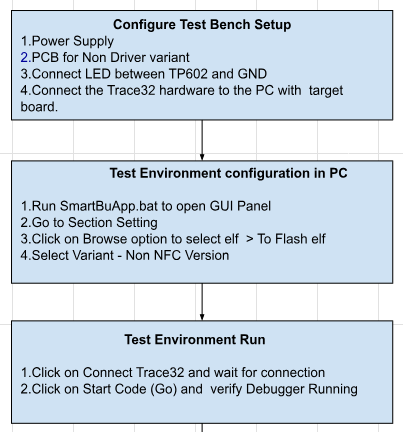 Configure Test Bench Setup
1.Power Supply
2.PCB for Non Driver variant
3.Connect LED between TP602 and GND
4.Connect the Trace32 hardware to the PC with  target
board.
Test Environment configuration in PC
1.Run SmartBuApp.bat to open GUI Panel
2.Go to Section Setting
3.Click on Browse option to select elf  > To Flash elf
4.Select Variant - Non NFC Version
Test Environment Run
1.Click on Connect Trace32 and wait for connection
2.Click on Start Code (Go) and  verify Debugger Running